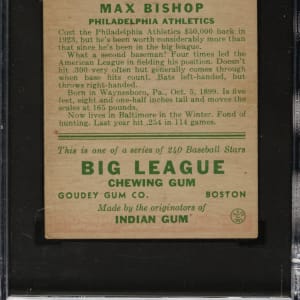 MAX BISHOP
PHILADELPHIA ATHLETICS
Cost the Philadelphia Athletics $50,000 back in
1923, but he's been worth considerably more than
that since he's been in the big league.
What a second baseman! Four times led the
American League in fielding his position. Doesn't
hit .300 very often but generally comes through
when base hits count. Bats left-handed, but
throws right-handed.
Born in Waynesboro, Pa., Oct. 5, 1899. Is five
feet, eight and one-half inches tall and moves the
scales at 165 pounds.
Now lives in Baltimore in the Winter. Fond of
hunting. Last year hit .254 in 114 games.
This is one of a series of 240 Baseball Stars
BIG LEAGUE
CHEWING GUM
GOUDEY GUM CO. BOSTON
Made by the originators of
INDIAN GUM